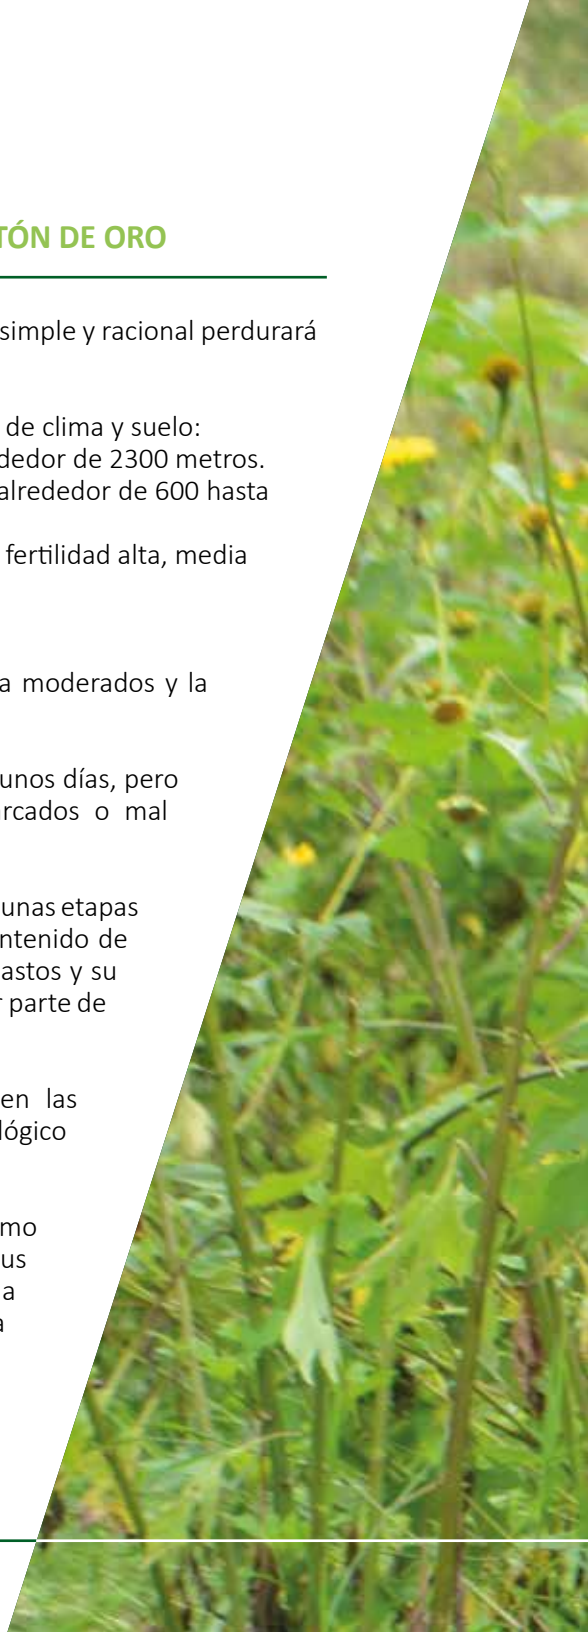 TÓN DE ORO
simple y racional perdurará
de clima y suelo:
dedor de 2300 metros.
alrededor de 600 hasta
fertilidad alta, media
a moderados y la
unos días, pero
arcados o mal
unas etapas
ntenido de
astos y su
r parte de
en las
lógico
mo
us
a
a